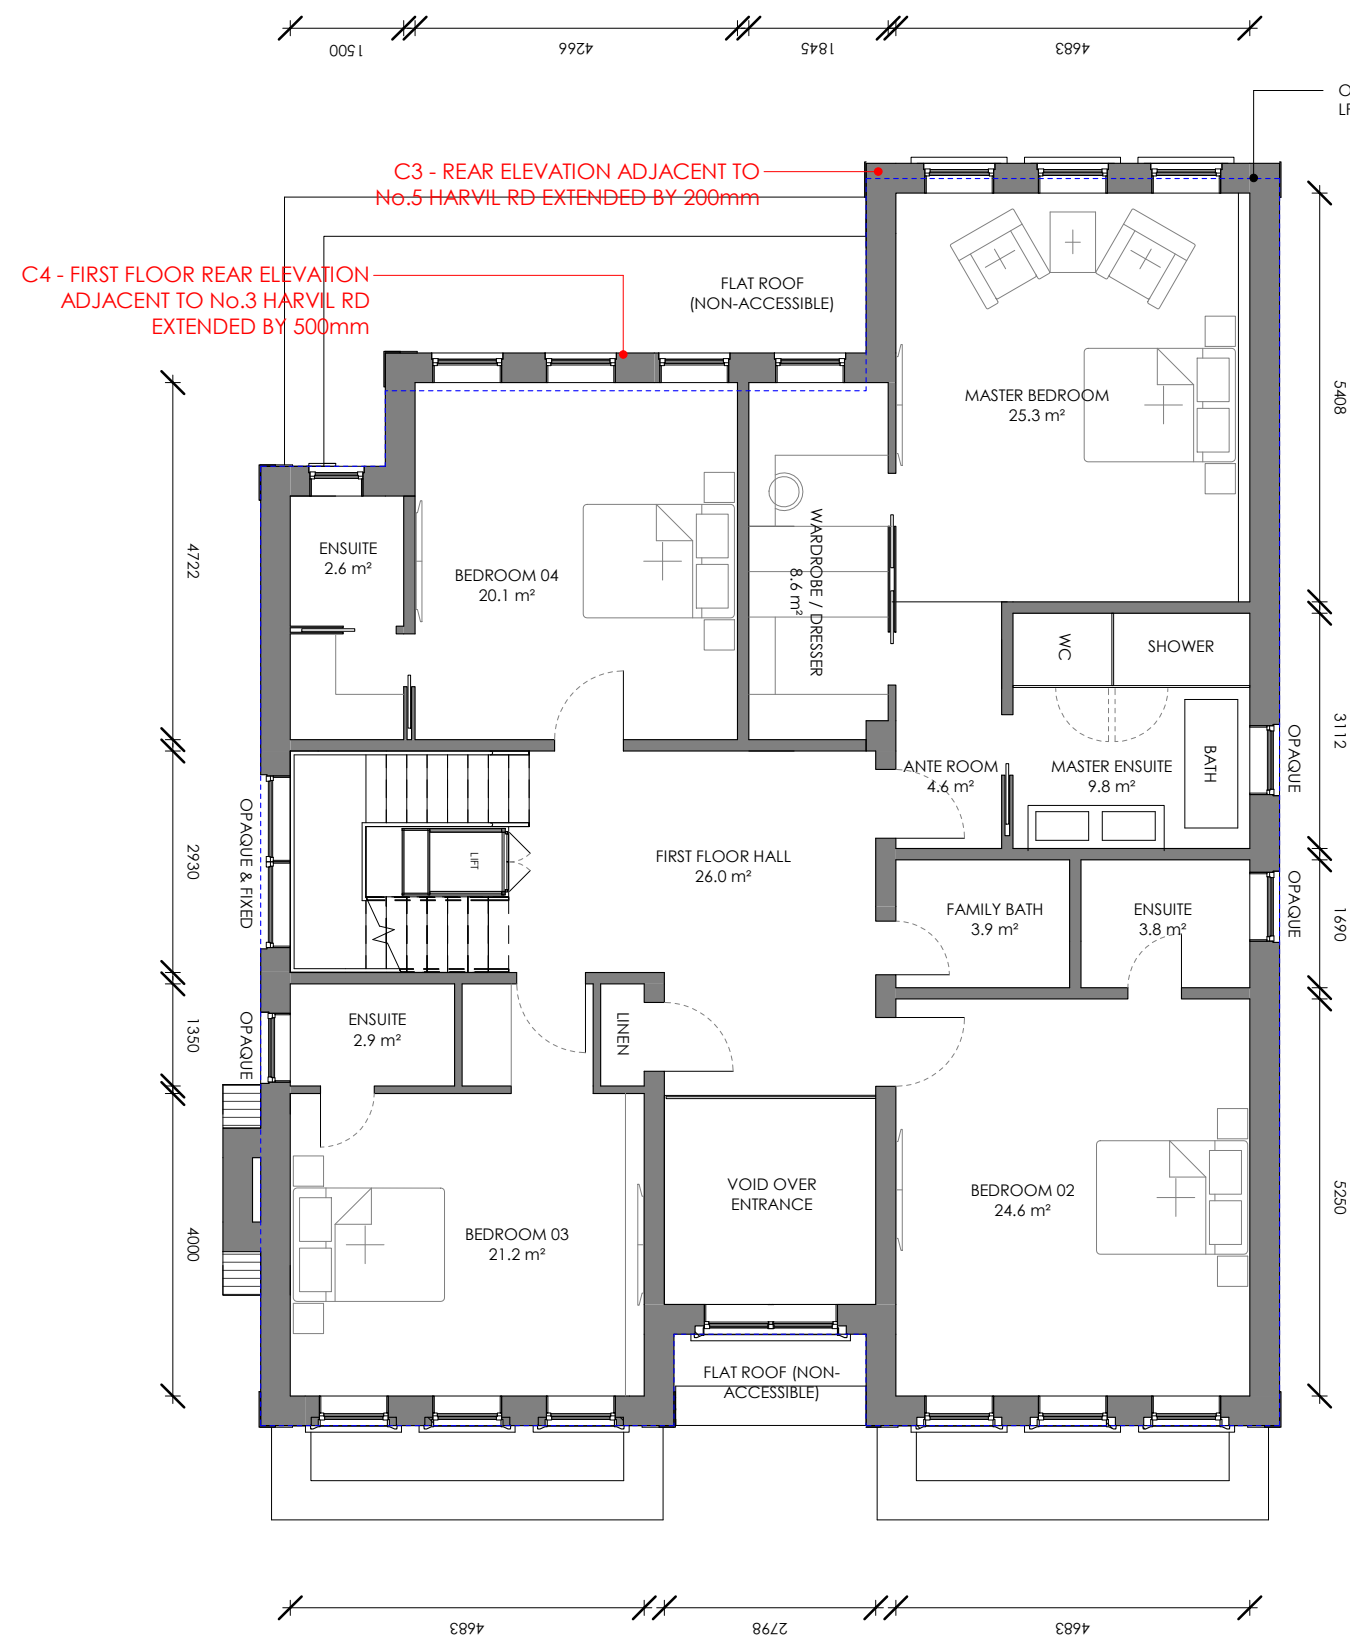 1500
4266
1845
4683
O
LF
C3 - REAR ELEVATION ADJACENT TO
No.5 HARVIL RD EXTENDED BY 200mm
C4 - FIRST FLOOR REAR ELEVATION
ADJACENT TO No.3 HARVIL RD
EXTENDED BY 500mm
FLAT ROOF
(NON-ACCESSIBLE)
MASTER BEDROOM
25.3 m²
5408
4722
ENSUITE
2.6 m²
BEDROOM 04
20.1 m²
WARDROBE / DRESSER
8.6 m²
WC
SHOWER
3112
OPAQUE
BATH
ANTE ROOM
4.6 m²
MASTER ENSUITE
9.8 m²
OPAQUE & FIXED
2930
LIFT
FIRST FLOOR HALL
26.0 m²
FAMILY BATH
3.9 m²
ENSUITE
3.8 m²
OPAQUE
1690
1350
OPAQUE
ENSUITE
2.9 m²
LINEN
4000
VOID OVER
ENTRANCE
BEDROOM 03
21.2 m²
BEDROOM 02
24.6 m²
5250
FLAT ROOF (NON-
ACCESSIBLE)
4683
2798
4683